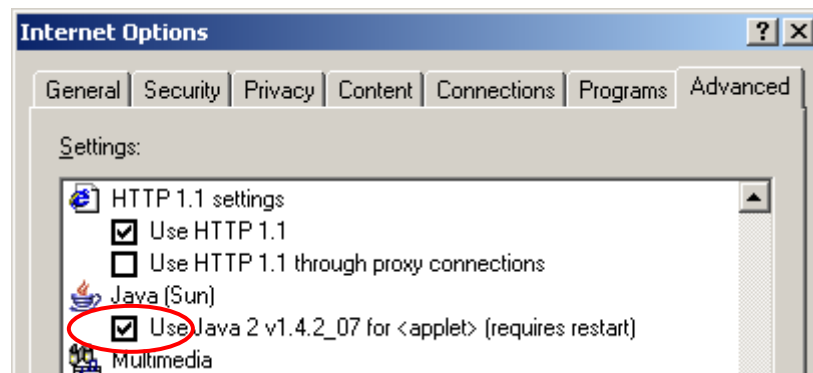 Internet Options
General Security Privacy Content Connections Programs Advanced
Settings:
HTTP 1.1 settings
Use HTTP 1.1
Use HTTP 1.1 through proxy connections
Java (Sun)
Use Java 2 v1.4.2_07 for <applet> (requires restart)
Multimedia